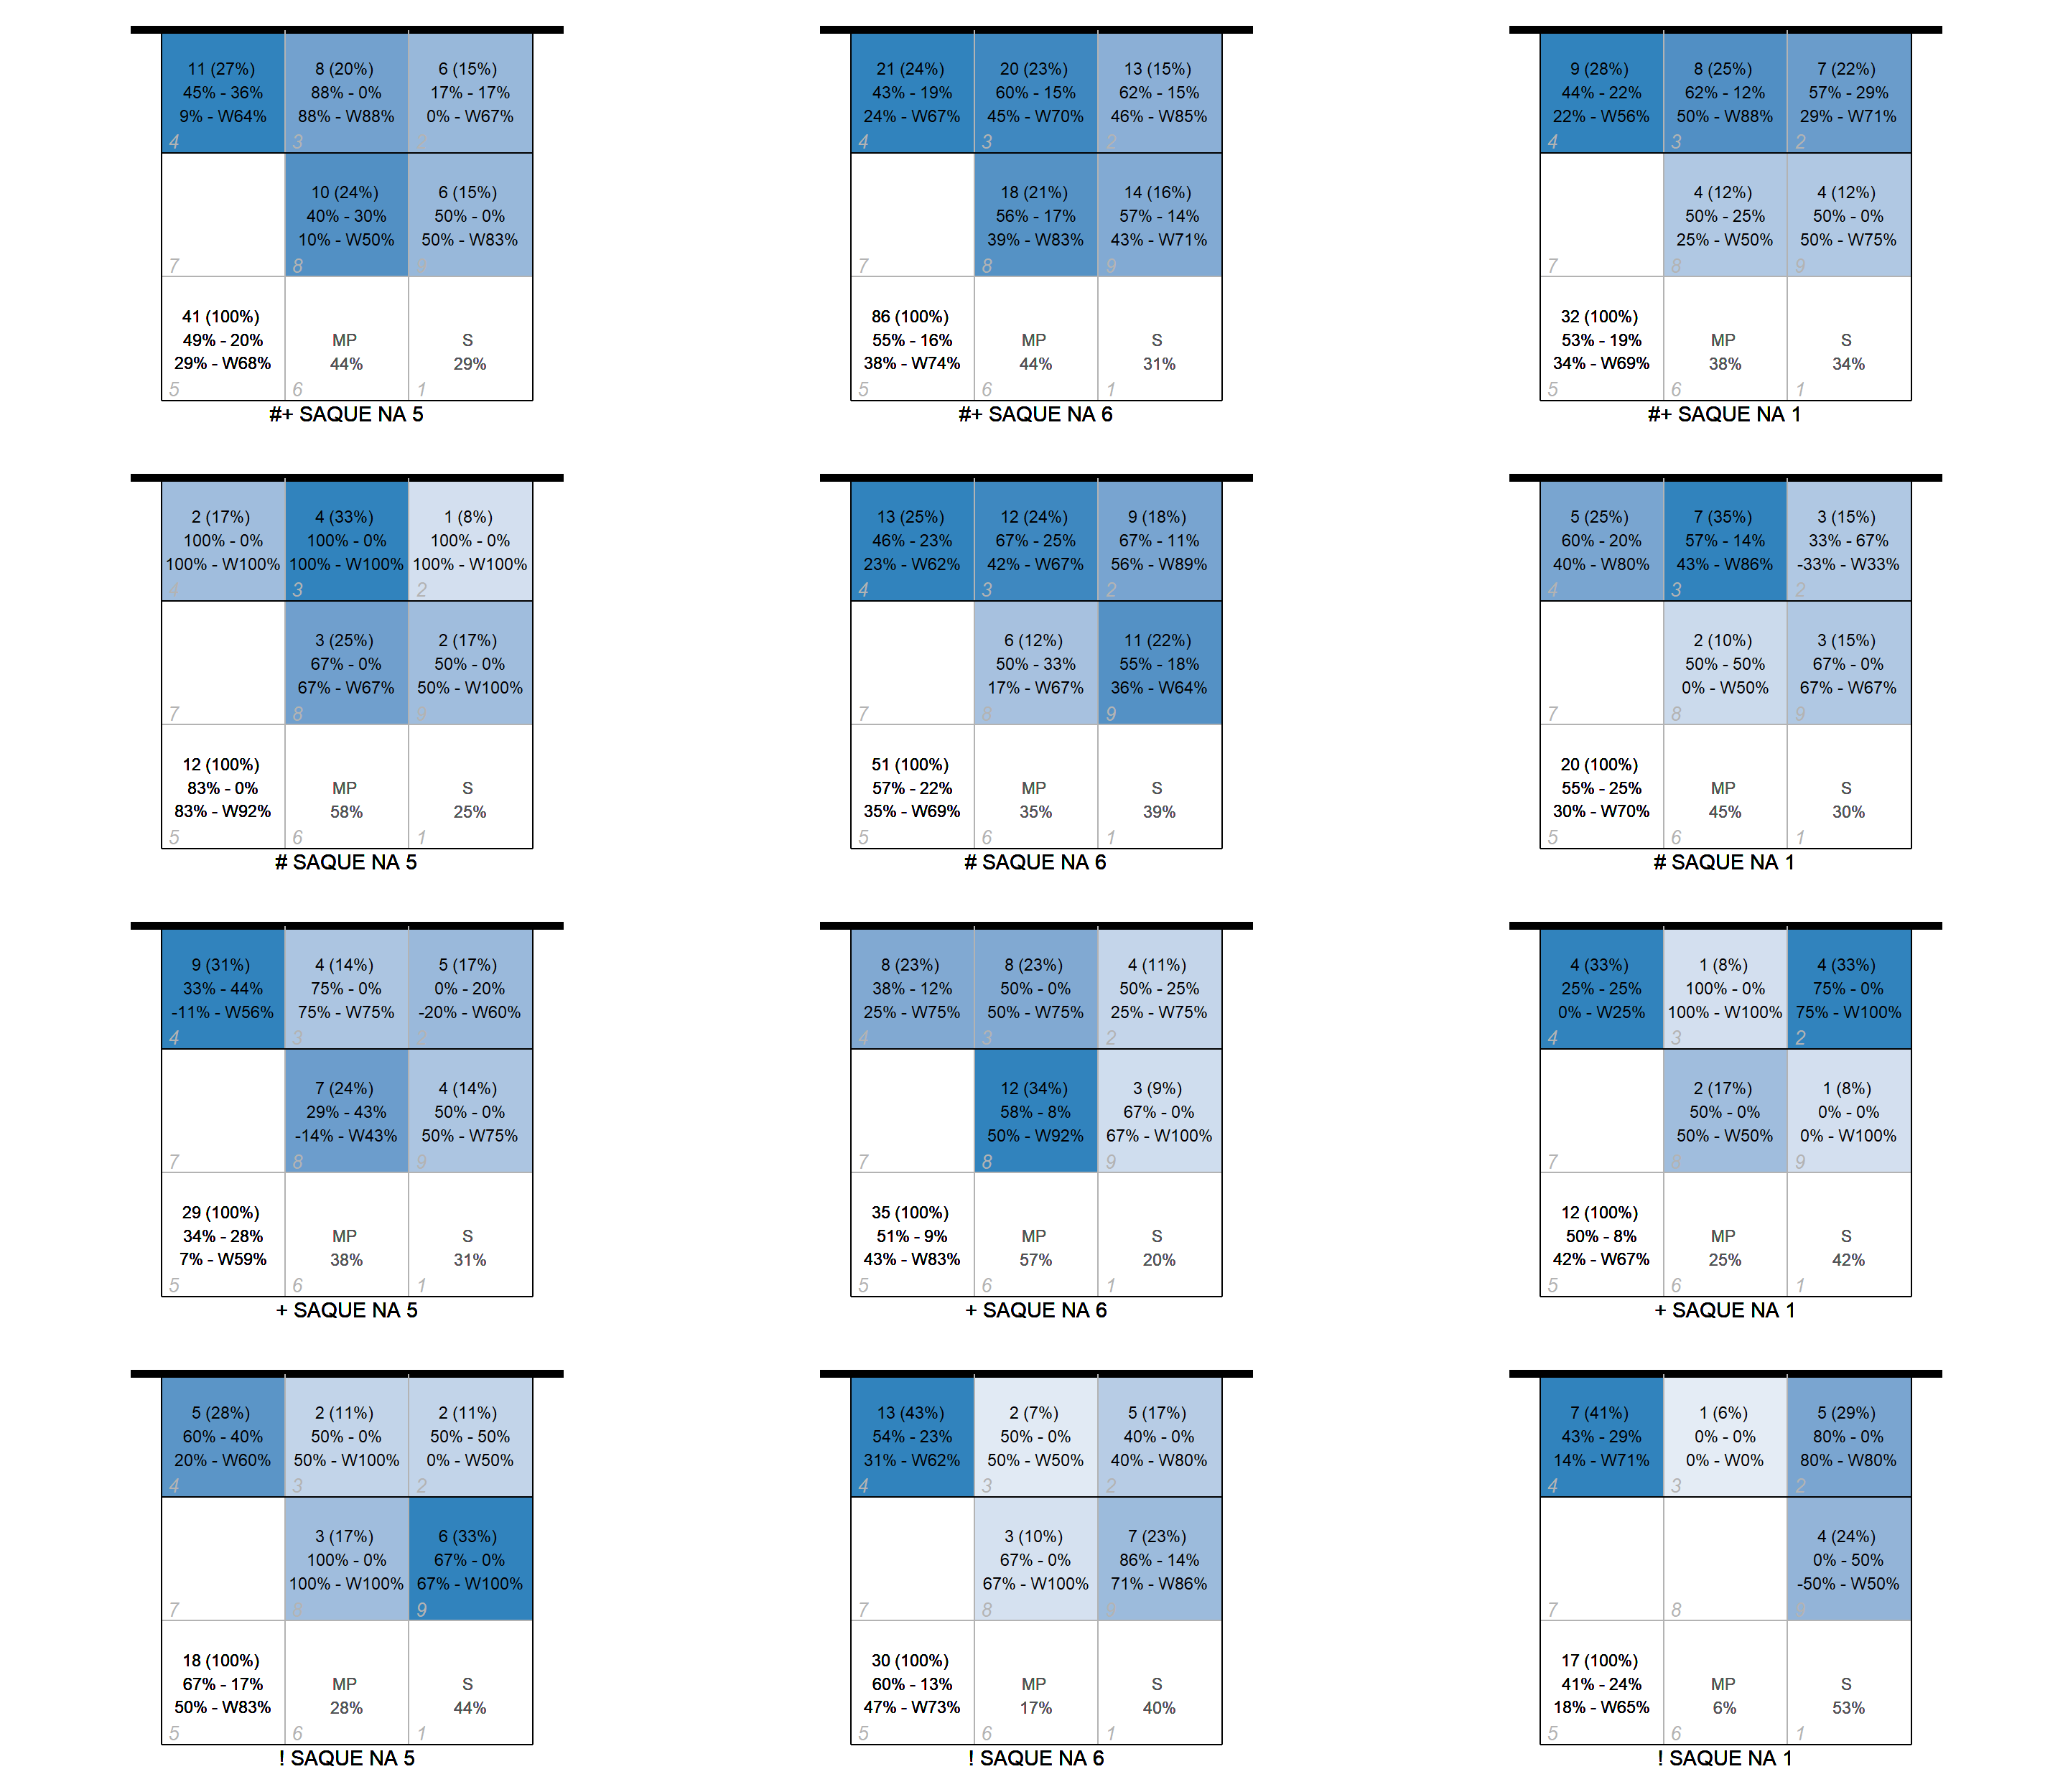 11 (27%)
45% - 36%
9% - W64%
4
8 (20%)
88% - 0%
88% - W88%
3
6 (15%)
17% - 17%
0% - W67%
2
7
10 (24%)
40% - 30%
10% - W50%
8
6 (15%)
50% - 0%
50% - W83%
9
41 (100%)
49% - 20%
29% - W68%
5
MP
44%
6
S
29%
1
#+ SAQUE NA 5
21 (24%)
43% - 19%
24% - W67%
4
20 (23%)
60% - 15%
45% - W70%
3
13 (15%)
62% - 15%
46% - W85%
2
7
18 (21%)
56% - 17%
39% - W83%
8
14 (16%)
57% - 14%
43% - W71%
9
86 (100%)
55% - 16%
38% - W74%
5
MP
44%
6
S
31%
1
#+ SAQUE NA 6
9 (28%)
44% - 22%
22% - W56%
4
8 (25%)
62% - 12%
50% - W88%
3
7 (22%)
57% - 29%
29% - W71%
2
7
4 (12%)
50% - 25%
25% - W50%
8
4 (12%)
50% - 0%
50% - W75%
9
32 (100%)
53% - 19%
34% - W69%
5
MP
38%
6
S
34%
1
#+ SAQUE NA 1
2 (17%)
100% - 0%
100% - W100%
4
4 (33%)
100% - 0%
100% - W100%
3
1 (8%)
100% - 0%
100% - W100%
2
7
3 (25%)
67% - 0%
67% - W67%
8
2 (17%)
50% - 0%
50% - W100%
9
12 (100%)
83% - 0%
83% - W92%
5
MP
58%
6
S
25%
1
# SAQUE NA 5
13 (25%)
46% - 23%
23% - W62%
4
12 (24%)
67% - 25%
42% - W67%
3
9 (18%)
67% - 11%
56% - W89%
2
7
6 (12%)
50% - 33%
17% - W67%
8
11 (22%)
55% - 18%
36% - W64%
9
51 (100%)
57% - 22%
35% - W69%
5
MP
35%
6
S
39%
1
# SAQUE NA 6
5 (25%)
60% - 20%
40% - W80%
4
7 (35%)
57% - 14%
43% - W86%
3
3 (15%)
33% - 67%
-33% - W33%
2
7
2 (10%)
50% - 50%
0% - W50%
8
3 (15%)
67% - 0%
67% - W67%
9
20 (100%)
55% - 25%
30% - W70%
5
MP
45%
6
S
30%
1
# SAQUE NA 1
9 (31%)
33% - 44%
-11% - W56%
4
4 (14%)
75% - 0%
75% - W75%
3
5 (17%)
0% - 20%
-20% - W60%
2
7
7 (24%)
29% - 43%
-14% - W43%
8
4 (14%)
50% - 0%
50% - W75%
9
29 (100%)
34% - 28%
7% - W59%
5
MP
38%
6
S
31%
1
+ SAQUE NA 5
8 (23%)
38% - 12%
25% - W75%
4
8 (23%)
50% - 0%
50% - W75%
3
4 (11%)
50% - 25%
25% - W75%
2
7
12 (34%)
58% - 8%
50% - W92%
8
3 (9%)
67% - 0%
67% - W100%
9
35 (100%)
51% - 9%
43% - W83%
5
MP
57%
6
S
20%
1
+ SAQUE NA 6
4 (33%)
25% - 25%
0% - W25%
4
1 (8%)
100% - 0%
100% - W100%
3
4 (33%)
75% - 0%
75% - W100%
2
7
2 (17%)
50% - 0%
50% - W50%
8
1 (8%)
0% - 0%
0% - W100%
9
12 (100%)
50% - 8%
42% - W67%
5
MP
25%
6
S
42%
1
+ SAQUE NA 1
5 (28%)
60% - 40%
20% - W60%
4
2 (11%)
50% - 0%
50% - W100%
3
2 (11%)
50% - 50%
0% - W50%
2
7
3 (17%)
100% - 0%
100% - W100%
8
6 (33%)
67% - 0%
67% - W100%
9
18 (100%)
67% - 17%
50% - W83%
5
MP
28%
6
S
44%
1
! SAQUE NA 5
13 (43%)
54% - 23%
31% - W62%
4
2 (7%)
50% - 0%
50% - W50%
3
5 (17%)
40% - 0%
40% - W80%
2
7
3 (10%)
67% - 0%
67% - W100%
8
7 (23%)
86% - 14%
71% - W86%
9
30 (100%)
60% - 13%
47% - W73%
5
MP
17%
6
S
40%
1
! SAQUE NA 6
7 (41%)
43% - 29%
14% - W71%
4
1 (6%)
0% - 0%
0% - W0%
3
5 (29%)
80% - 0%
80% - W80%
2
7
8
4 (24%)
0% - 50%
-50% - W50%
9
17 (100%)
41% - 24%
18% - W65%
5
MP
6%
6
S
53%
1
! SAQUE NA 1